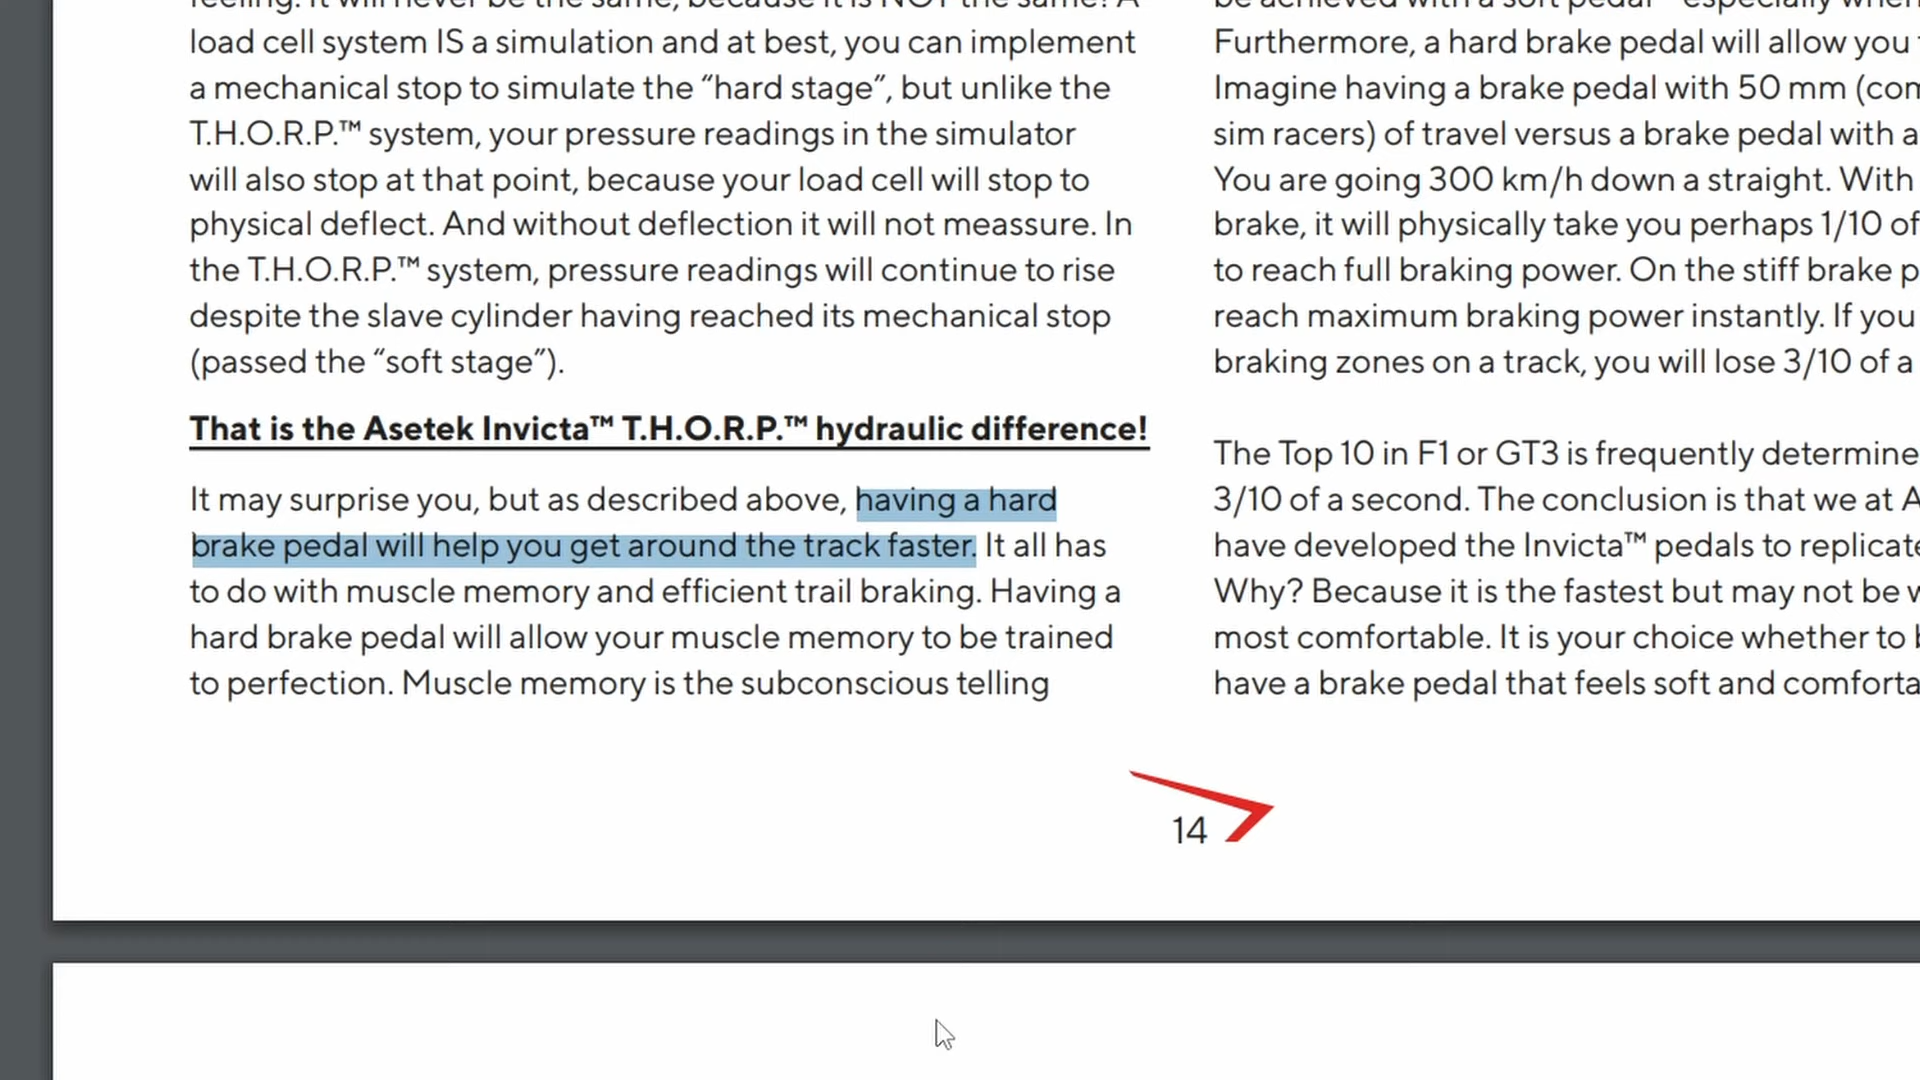 load cell system IS a simulation and at best, you can implement
a mechanical stop to simulate the “hard stage”, but unlike the
T.H.O.R.P.™ system, your pressure readings in the simulator
will also stop at that point, because your load cell will stop to
physical deflect. And without deflection it will not meassure. In
the T.H.O.R.P.™ system, pressure readings will continue to rise
despite the slave cylinder having reached its mechanical stop
(passed the “soft stage”).
That is the Asetek Invicta™ T.H.O.R.P.™ hydraulic difference!
It may surprise you, but as described above, having a hard
brake pedal will help you get around the track faster. It all has
to do with muscle memory and efficient trail braking. Having a
hard brake pedal will allow your muscle memory to be trained
to perfection. Muscle memory is the subconscious telling
be achieved with a soft pedal – especially when
Furthermore, a hard brake pedal will allow you
Imagine having a brake pedal with 50 mm (com
sim racers) of travel versus a brake pedal with a
You are going 300 km/h down a straight. With
brake, it will physically take you perhaps 1/10 of
to reach full braking power. On the stiff brake p
reach maximum braking power instantly. If you
braking zones on a track, you will lose 3/10 of a
The Top 10 in F1 or GT3 is frequently determine
3/10 of a second. The conclusion is that we at A
have developed the Invicta™ pedals to replicate
Why? Because it is the fastest but may not be w
most comfortable. It is your choice whether to b
have a brake pedal that feels soft and comforta
14